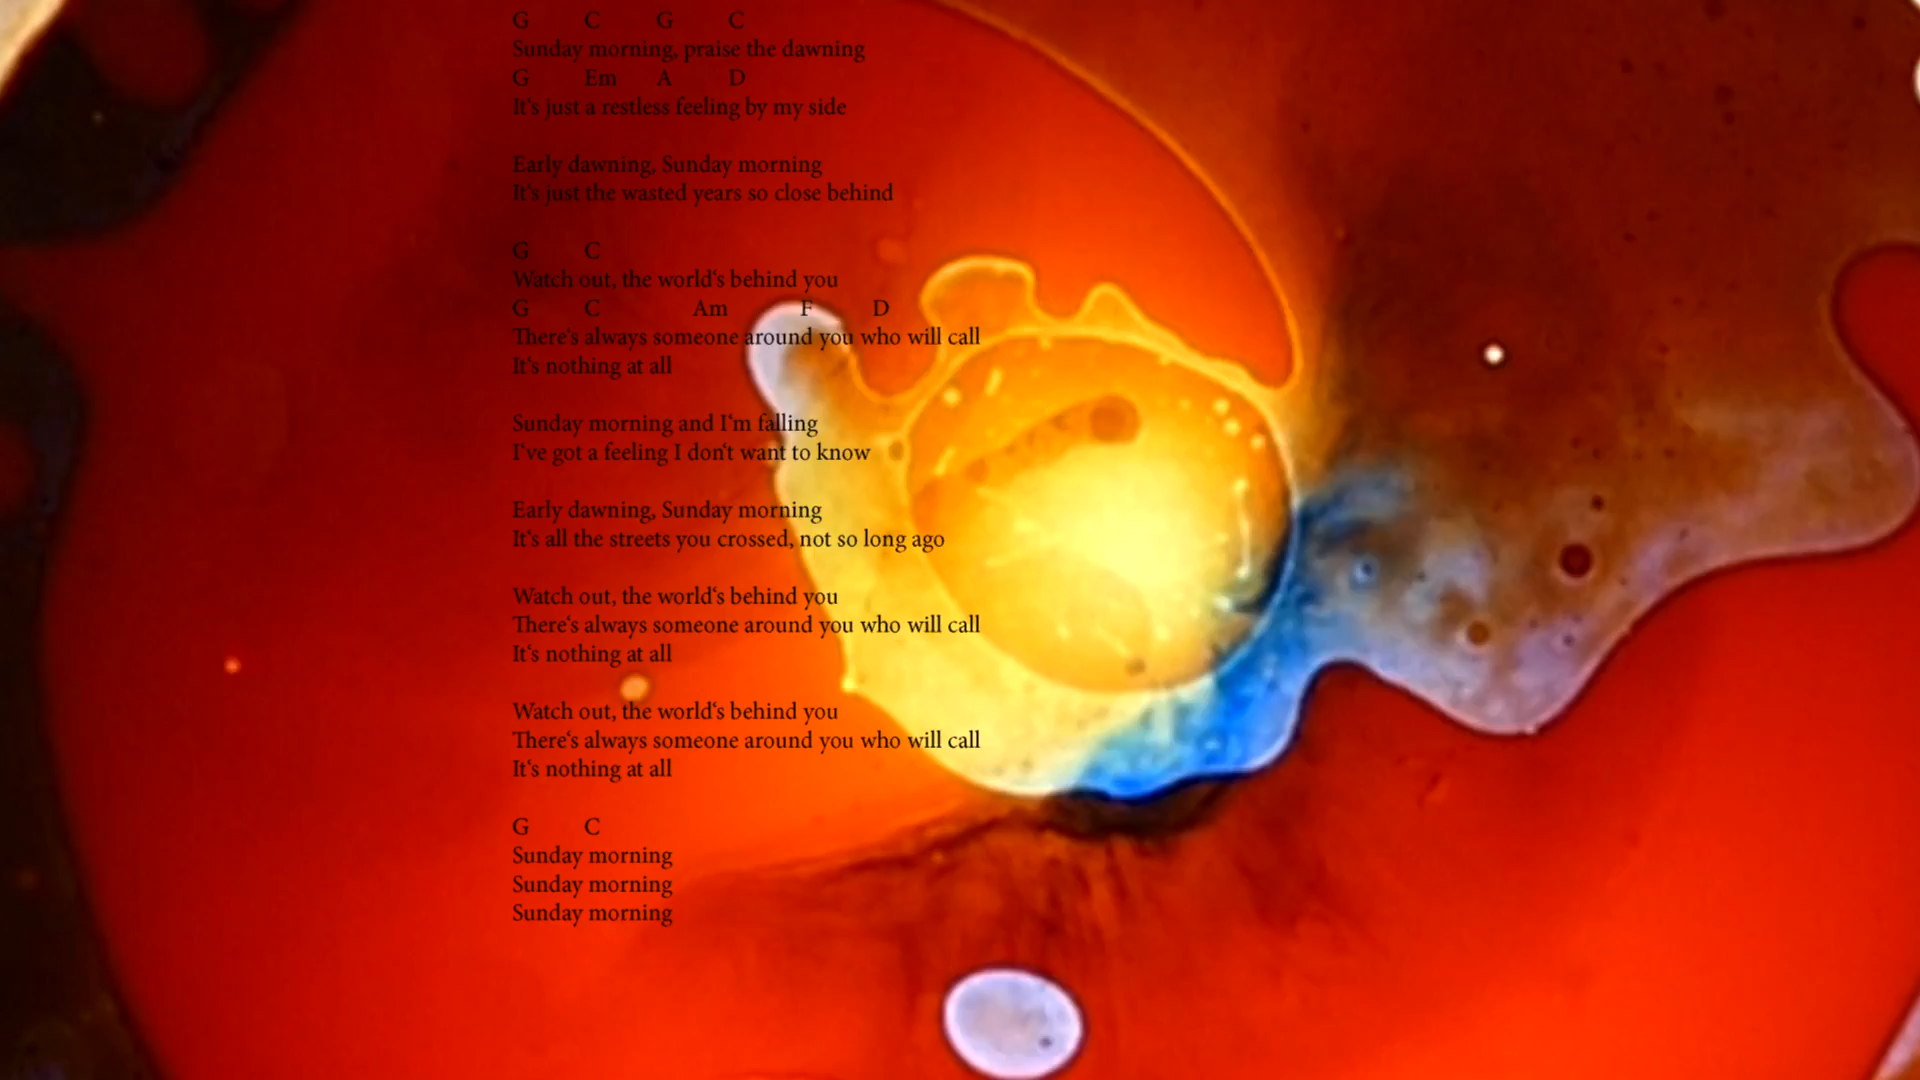 G C G C
Sunday morning, praise the dawning
G Em A D
It's just a restless feeling by my side
Early dawning, Sunday morning
It's just the wasted years so close behind
G C
Watch out, the world's behind you
G C Am F D
There's always someone around you who will call
It's nothing at all
Sunday morning and I'm falling
I've got a feeling I don't want to know
Early dawning, Sunday morning
It's all the streets you crossed, not so long ago
Watch out, the world's behind you
There's always someone around you who will call
It's nothing at all
Watch out, the world's behind you
There's always someone around you who will call
It's nothing at all
G C
Sunday morning
Sunday morning
Sunday morning